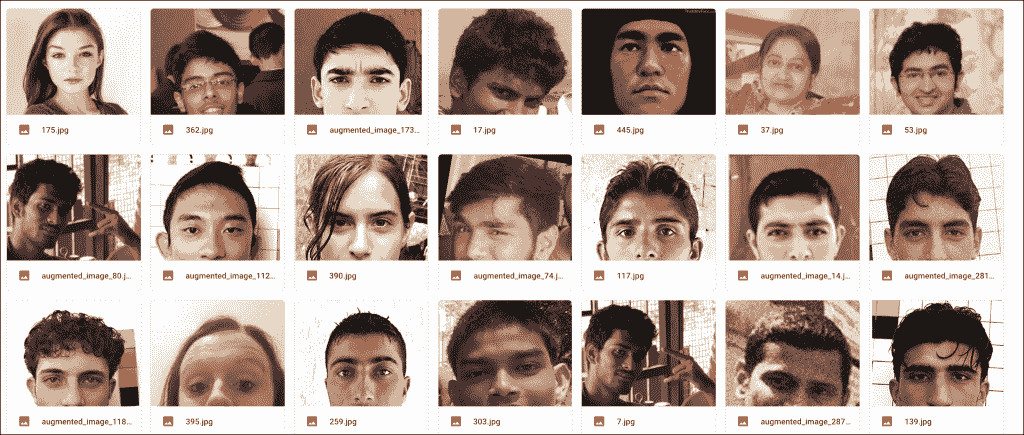 175.jpg
362.jpg
augmented_image_173...
17.jpg
445.jpg
37.jpg
53.jpg
augmented_image_80.j...
augmented_image_112...
390.jpg
augmented_image_74.j...
117.jpg
augmented_image_14.j...
augmented_image_281...
augmented_image_118...
395.jpg
259.jpg
303.jpg
7.jpg
augmented_image_287...
139.jpg